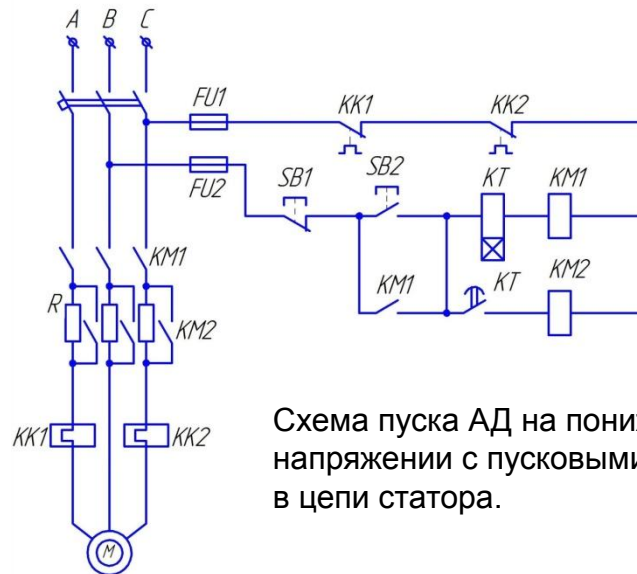 A B C
FU1 KK1 KK2
FU2 SB1 SB2 KT KM1
KM1
KM1 KT KM2
R KM2
KK1 KK2
M
Схема пуска АД на пониж
напряжении с пусковыми
в цепи статора.